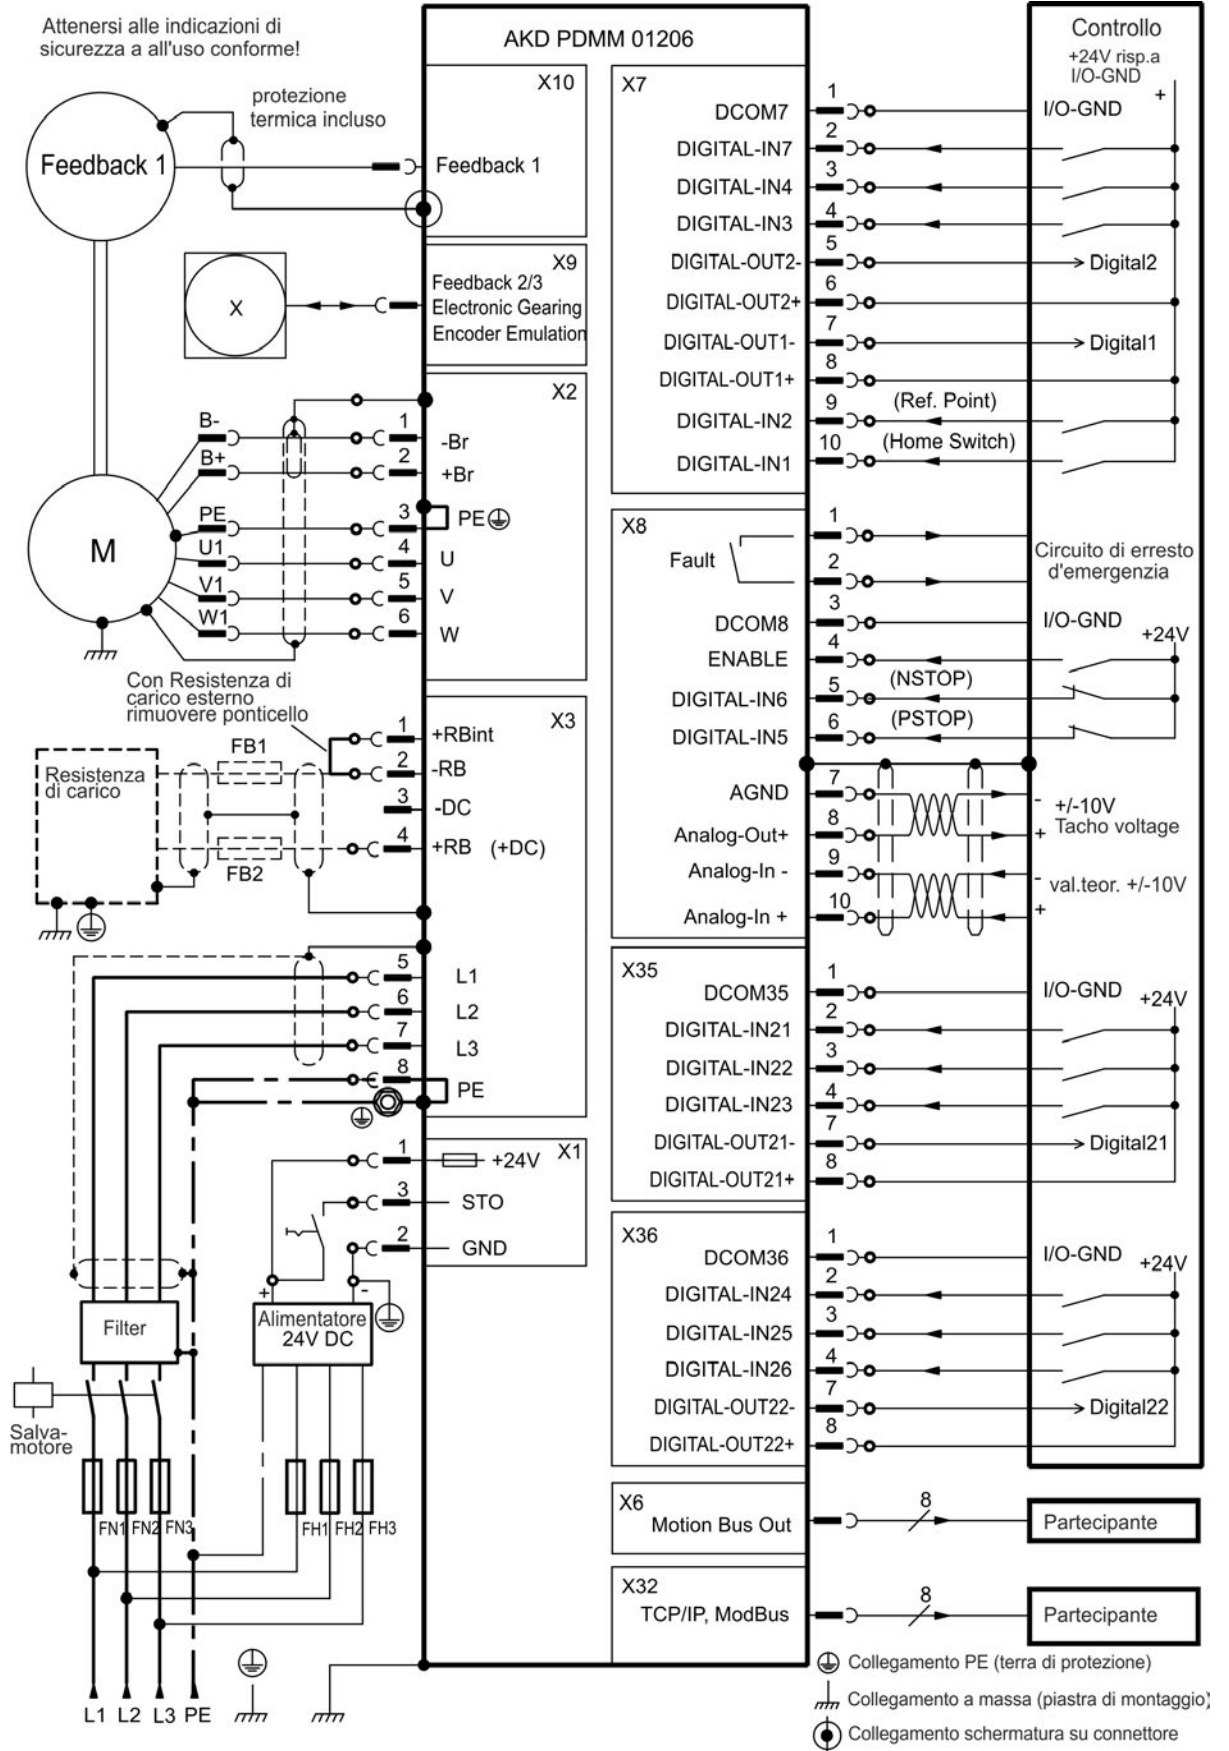 Attenersi alle indicazioni di
sicurezza a all'uso conforme!
AKD PDMM 01206
Controllo
+24V risp.a
I/O-GND
+
protezione
termica incluso
Feedback 1
X10
Feedback 1
X
X9
Feedback 2/3
Electronic Gearing
Encoder Emulation
X2
B-
1
-Br
B+
2
+Br
PE
3
PE
U1
4
U
V1
5
V
W1
6
W
M
Con Resistenza di
carico esterno
rimuovere ponticello
X3
Resistenza
di carico
FB1
FB2
1
+RBint
2
-RB
3
-DC
4
+RB (+DC)
5
L1
6
L2
7
L3
8
PE
X1
1
+24V
3
STO
2
GND
+
-
Filter
Alimentatore
24V DC
Salva-
motore
FN1
FN2
FN3
FH1
FH2
FH3
L1
L2
L3
PE
X7
DCOM7
1
I/O-GND
DIGITAL-IN7
2
DIGITAL-IN4
3
DIGITAL-IN3
4
DIGITAL-OUT2-
5
Digital2
DIGITAL-OUT2+
6
DIGITAL-OUT1-
7
Digital1
DIGITAL-OUT1+
8
DIGITAL-IN2
9
(Ref. Point)
DIGITAL-IN1
10
(Home Switch)
X8
Fault
1
2
Circuito di erresto
d'emergenzia
DCOM8
3
I/O-GND
+24V
ENABLE
4
DIGITAL-IN6
5
(NSTOP)
DIGITAL-IN5
6
(PSTOP)
AGND
7
-
+/-10V
Tacho voltage
Analog-Out+
8
+
Analog-In -
9
-
val.teor. +/-10V
Analog-In +
10
+
X35
DCOM35
1
I/O-GND
+24V
DIGITAL-IN21
2
DIGITAL-IN22
3
DIGITAL-IN23
4
DIGITAL-OUT21-
7
Digital21
DIGITAL-OUT21+
8
X36
DCOM36
1
I/O-GND
+24V
DIGITAL-IN24
2
DIGITAL-IN25
3
DIGITAL-IN26
4
DIGITAL-OUT22-
7
Digital22
DIGITAL-OUT22+
8
X6
Motion Bus Out
8
Partecipante
X32
TCP/IP, ModBus
8
Partecipante
Collegamento PE (terra di protezione)
Collegamento a massa (piastra di montaggio)
Collegamento schermatura su connettore